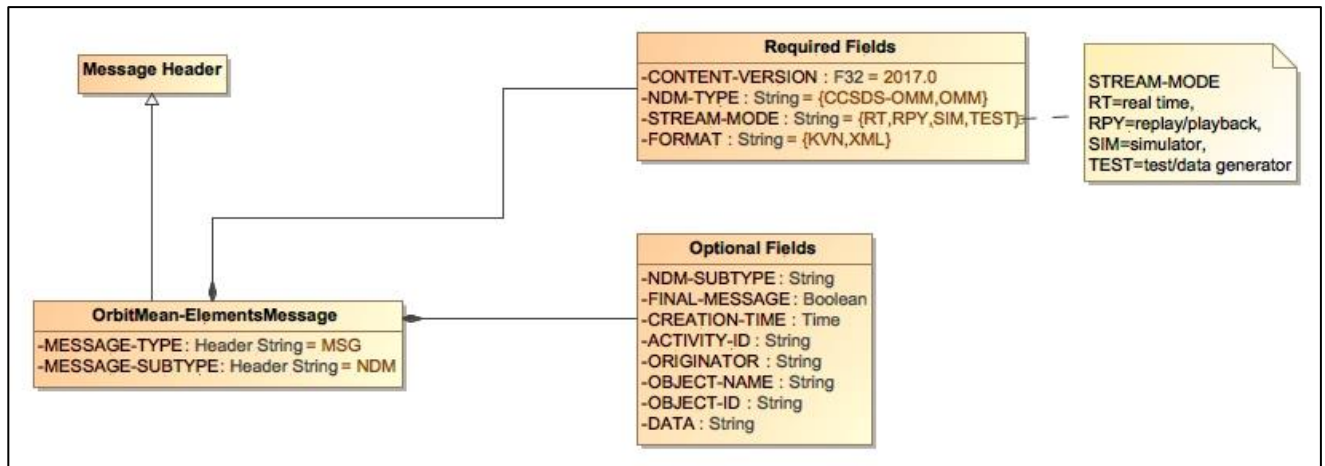 Message Header
Required Fields
-CONTENT-VERSION : F32 = 2017.0
-NDM-TYPE : String = {CCSDS-OMM,OMM}
-STREAM-MODE : String = {RT,RPY,SIM,TEST}
-FORMAT : String = {KVN,XML}
STREAM-MODE
RT=real time,
RPY=replay/playback,
SIM=simulator,
TEST=test/data generator
OrbitMean-ElementsMessage
-MESSAGE-TYPE: Header String = MSG
-MESSAGE-SUBTYPE: Header String = NDM
Optional Fields
-NDM-SUBTYPE : String
-FINAL-MESSAGE : Boolean
-CREATION-TIME : Time
-ACTIVITY-ID : String
-ORIGINATOR : String
-OBJECT-NAME : String
-OBJECT-ID : String
-DATA : String